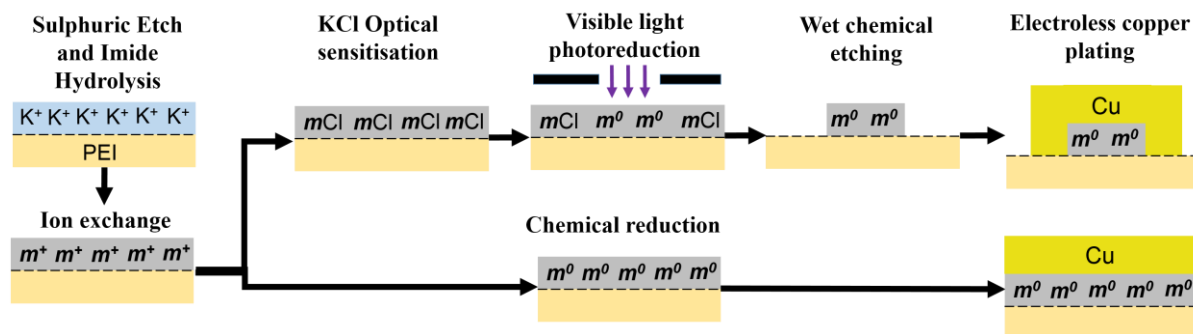 Sulphuric Etch
and Imide
Hydrolysis
K⁺ K⁺ K⁺ K⁺ K⁺ K⁺
PEI
Ion exchange
m⁺ m⁺ m⁺ m⁺ m⁺
KCl Optical
sensitisation
mCl mCl mCl mCl
Visible light
photoreduction
mCl m⁰ m⁰ mCl
Wet chemical
etching
m⁰ m⁰
Electroless copper
plating
Cu
m⁰ m⁰
Chemical reduction
m⁰ m⁰ m⁰ m⁰ m⁰
Cu
m⁰ m⁰ m⁰ m⁰ m⁰